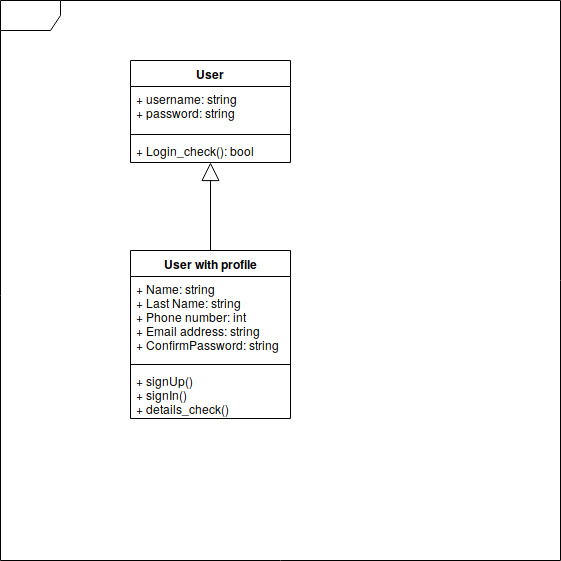 User
+ username: string
+ password: string
+ Login_check(): bool
User with profile
+ Name: string
+ Last Name: string
+ Phone number: int
+ Email address: string
+ ConfirmPassword: string
+ signUp()
+ signIn()
+ details_check()